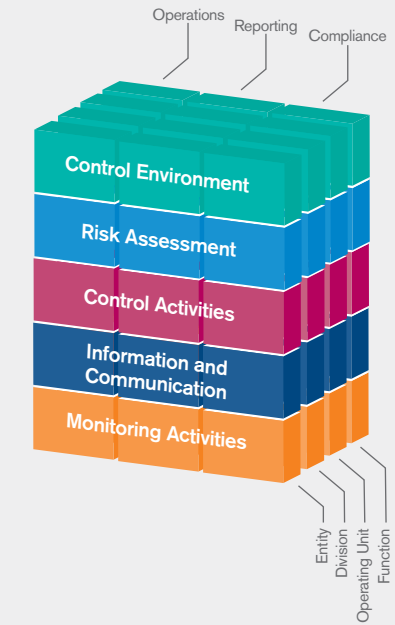 Operations
Reporting
Compliance
Control Environment
Risk Assessment
Control Activities
Information and
Communication
Monitoring Activities
Entity
Division
Operating Unit
Function